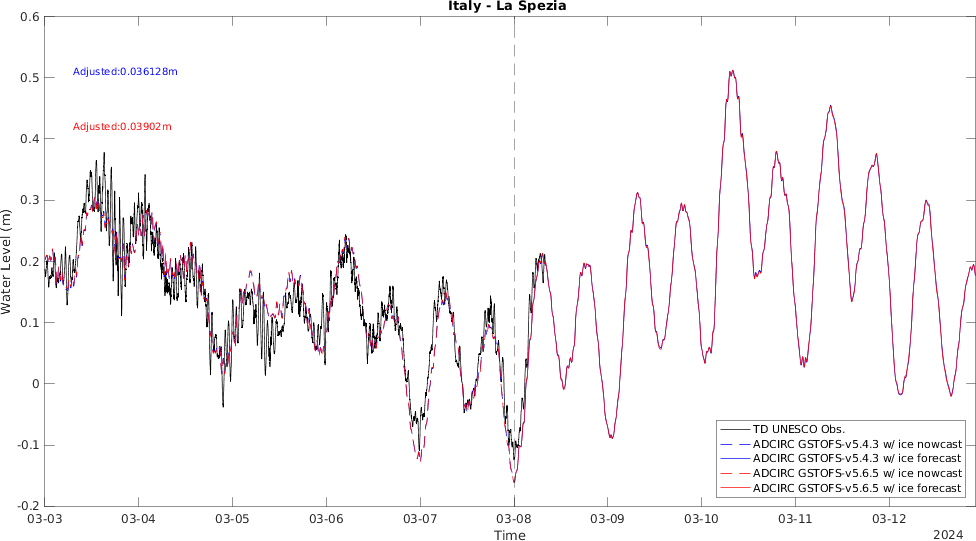 Italy - La Spezia
0.6
0.5
0.4
0.3
0.2
0.1
0
-0.1
-0.2
Water Level (m)
Adjusted:0.036128m
Adjusted:0.03902m
TD UNESCO Obs.
ADCIRC GSTOFS-v5.4.3 w/ ice nowcast
ADCIRC GSTOFS-v5.4.3 w/ ice forecast
ADCIRC GSTOFS-v5.6.5 w/ ice nowcast
ADCIRC GSTOFS-v5.6.5 w/ ice forecast
03-03 03-04 03-05 03-06 03-07 03-08 03-09 03-10 03-11 03-12
Time
2024